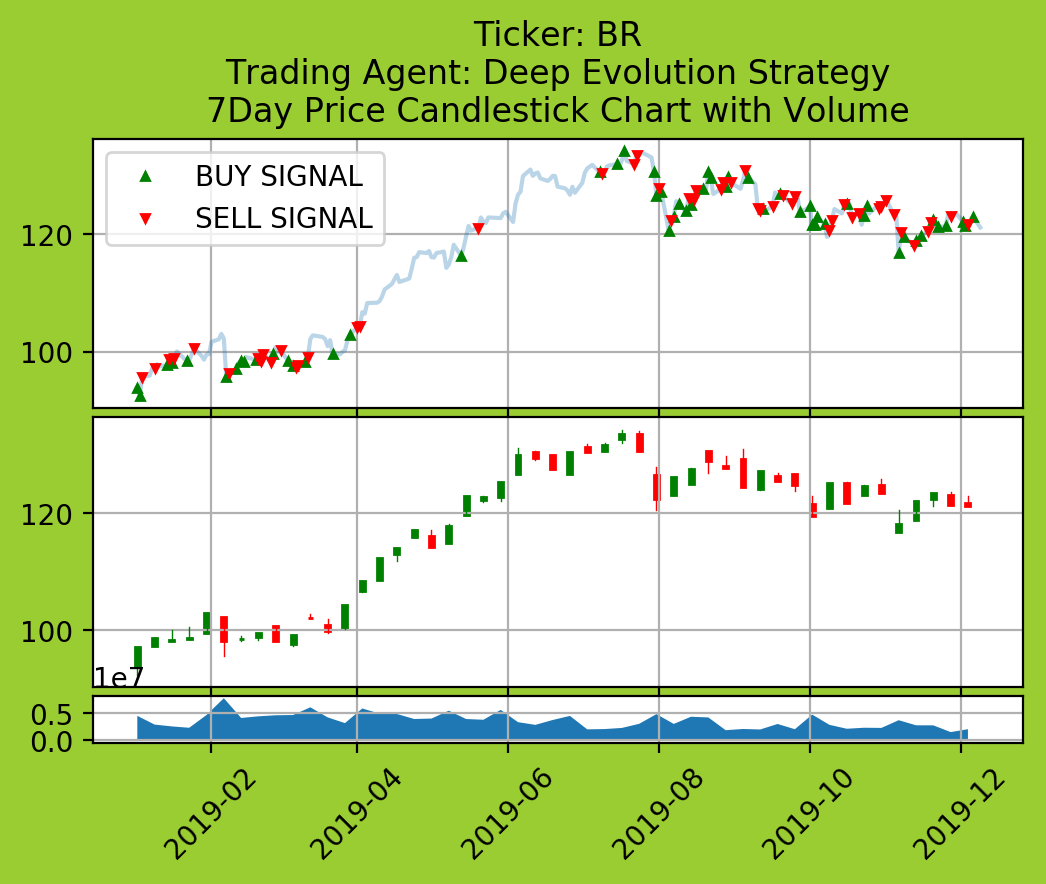 Ticker: BR
Trading Agent: Deep Evolution Strategy
7Day Price Candlestick Chart with Volume
BUY SIGNAL
SELL SIGNAL
120
100
120
100
1e7
0.5
0.0
2019-02
2019-04
2019-06
2019-08
2019-10
2019-12